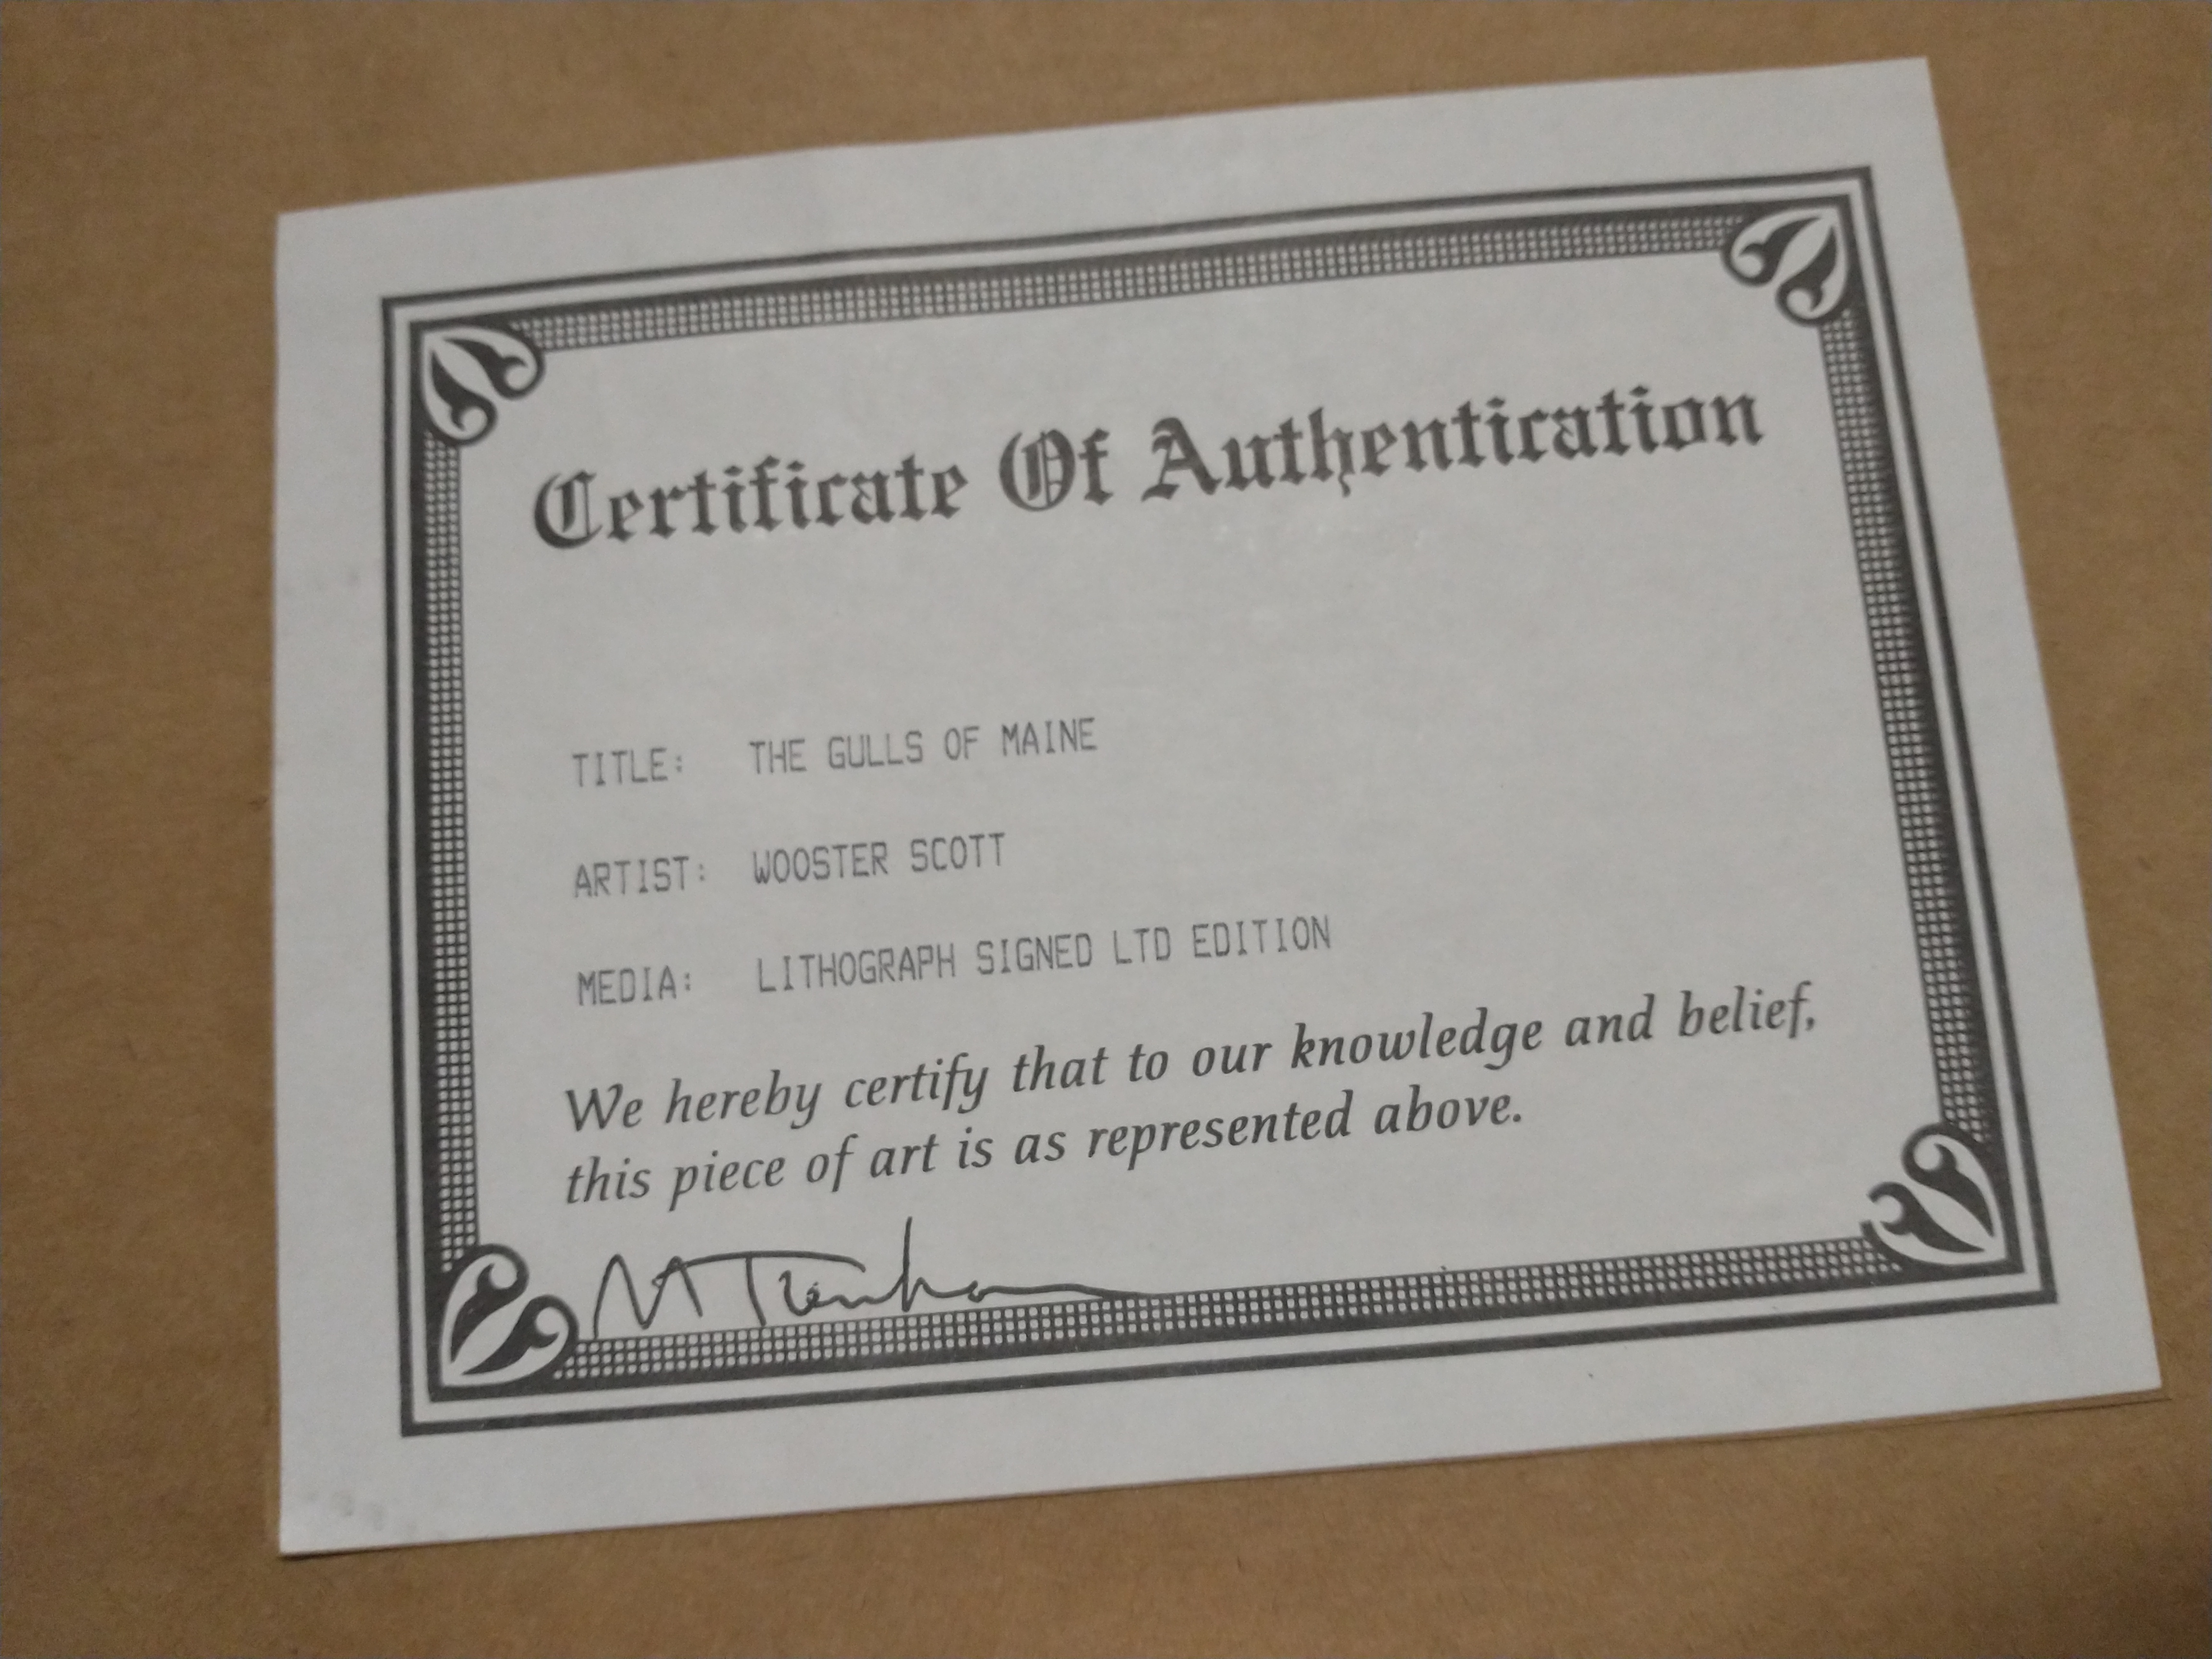 Certificate Of Authentication
TITLE: THE GULLS OF MAINE
ARTIST: WOOSTER SCOTT
MEDIA: LITHOGRAPH SIGNED LTD EDITION
We hereby certify that to our knowledge and belief,
this piece of art is as represented above.